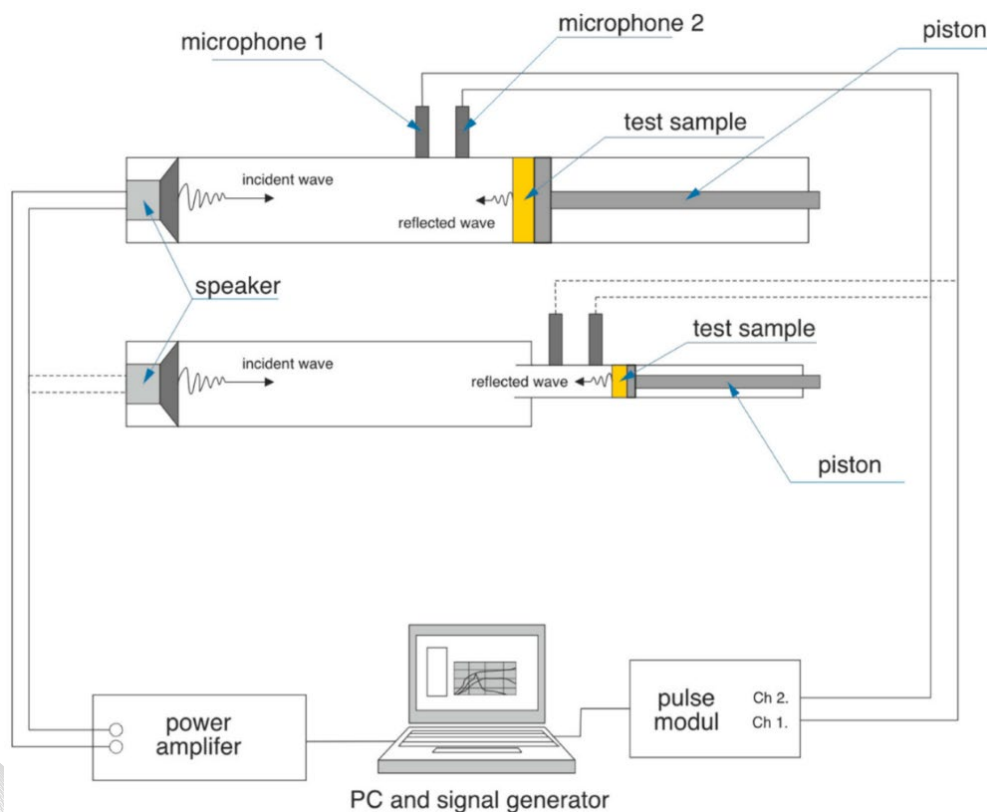 microphone 1
microphone 2
piston
test sample
incident wave
reflected wave
speaker
test sample
incident wave
reflected wave
piston
power
amplifer
pulse
modul
Ch 2.
Ch 1.
PC and signal generator